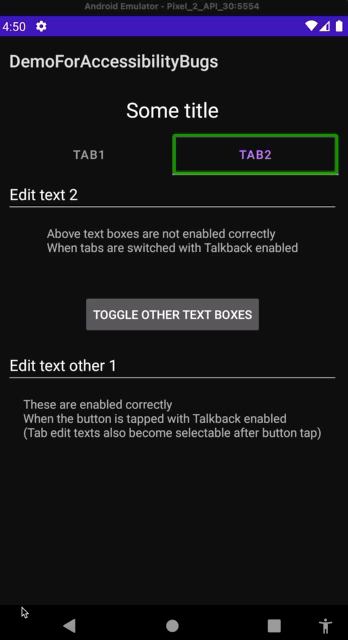 Android Emulator - Pixel_2_API_30:5554
4:50
DemoForAccessibilityBugs
Some title
TAB1
TAB2
Edit text 2
Above text boxes are not enabled correctly
When tabs are switched with Talkback enabled
TOGGLE OTHER TEXT BOXES
Edit text other 1
These are enabled correctly
When the button is tapped with Talkback enabled
(Tab edit texts also become selectable after button tap)